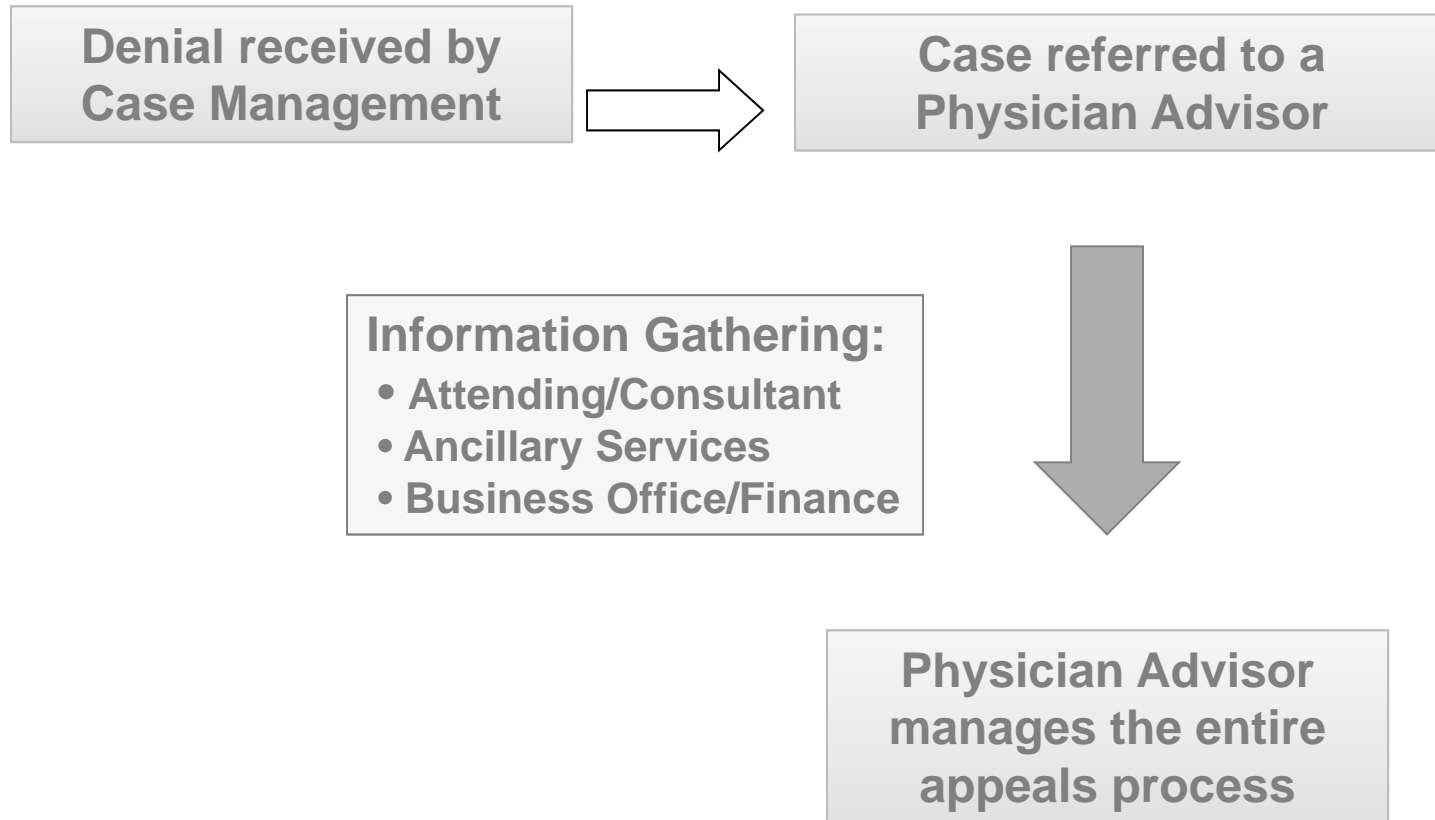 Denial received by
Case Management
Case referred to a
Physician Advisor
Information Gathering:
• Attending/Consultant
• Ancillary Services
• Business Office/Finance
Physician Advisor
manages the entire
appeals process